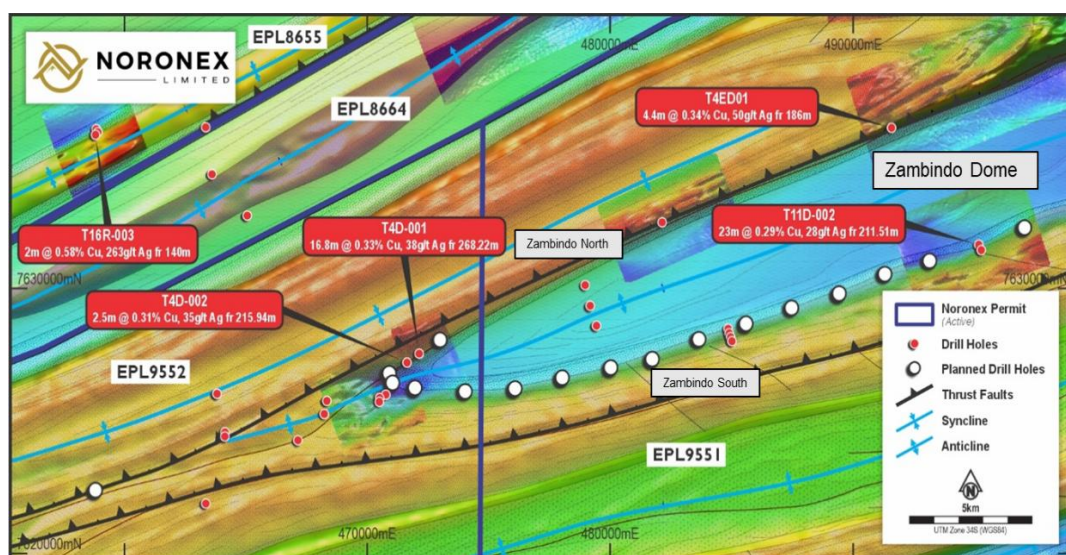 NORONEX
LIMITED
EPL8655
480000mE
490000mE
EPL8664
T4ED01
4.4m @ 0.34% Cu, 50g/t Ag fr 186m
Zambindo Dome
T16R-003
2m @ 0.58% Cu, 263g/t Ag fr 140m
T4D-001
16.8m @ 0.33% Cu, 38g/t Ag fr 268.22m
Zambindo North
T11D-002
23m @ 0.29% Cu, 28g/t Ag fr 211.51m
7630000mN
7630000mN
T4D-002
2.5m @ 0.31% Cu, 35g/t Ag fr 215.94m
EPL9552
Zambindo South
EPL9551
Noronex Permit
(Active)
Drill Holes
Planned Drill Holes
Thrust Faults
Syncline
Anticline
N
5km
UTM Zone 34S (WGS84)
7620000mN
470000mE
480000mE